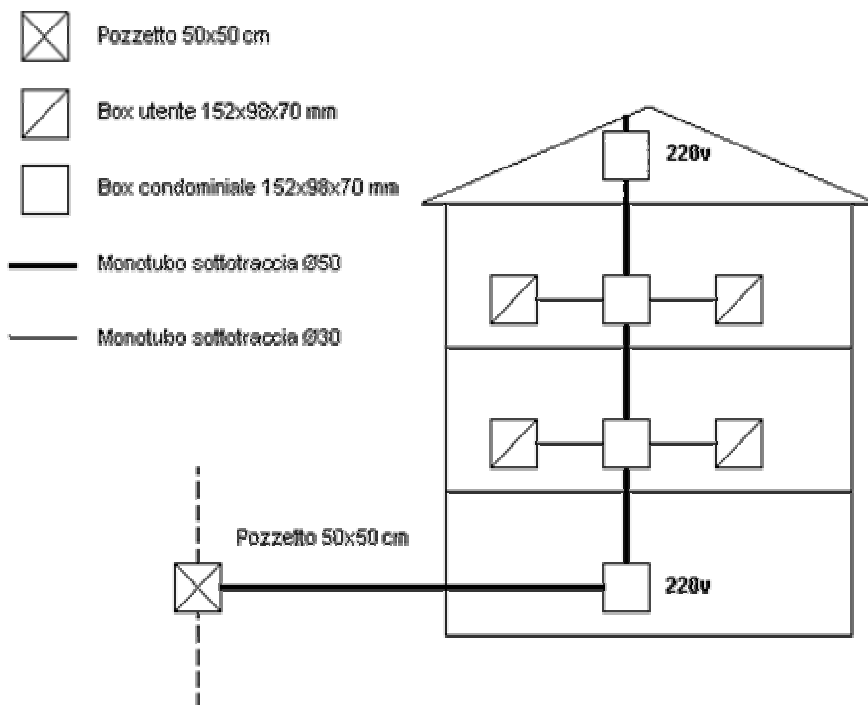 Pozzetto 50x50 cm
Box utente 152x98x70 mm
Box condominiale 152x98x70 mm
Monotubo sottotraccia Ø50
Monotubo sottotraccia Ø30
220v
Pozzetto 50x50 cm
220v